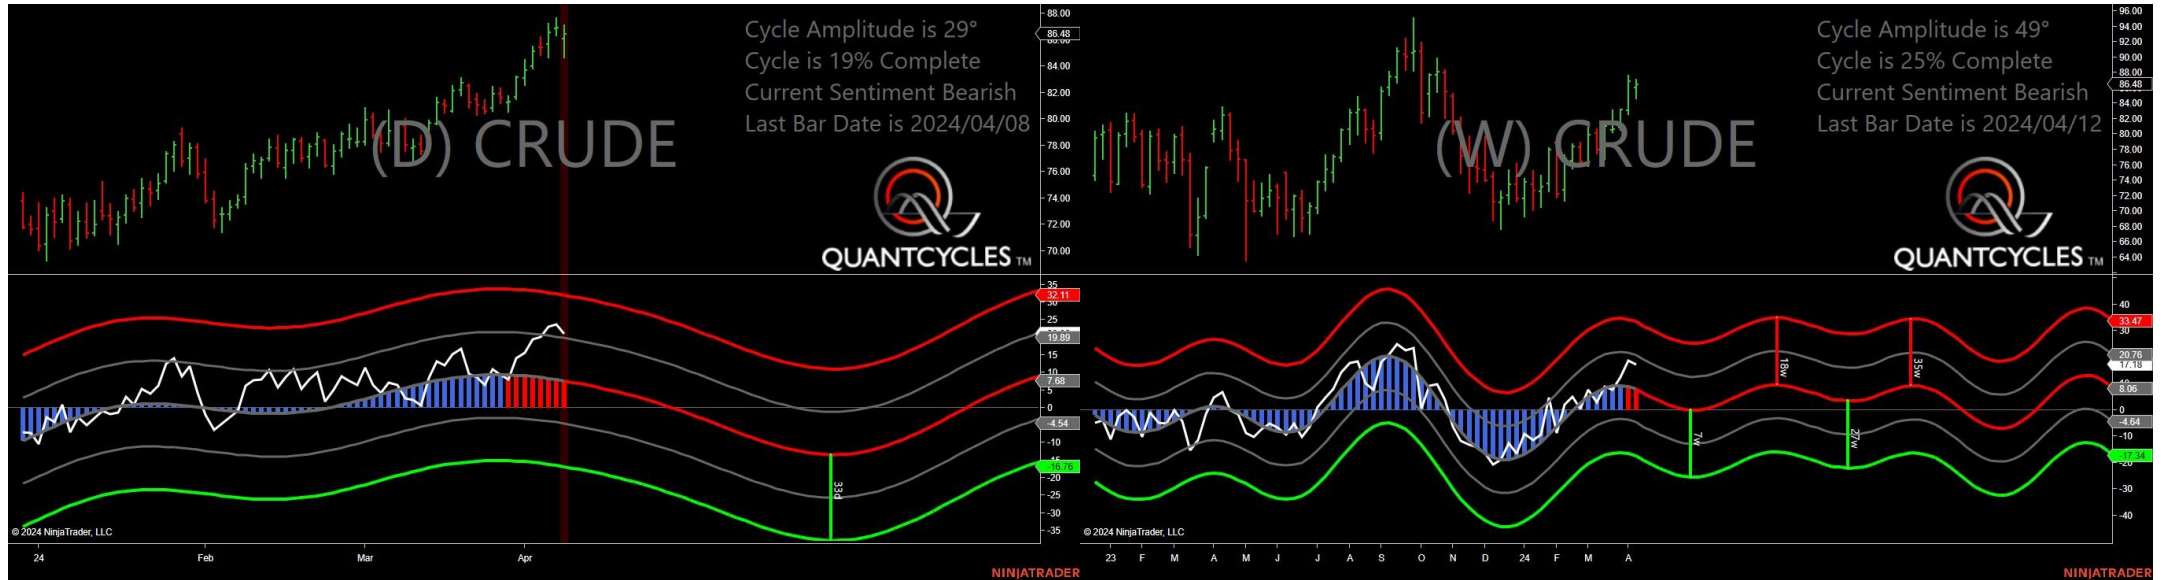 Cycle Amplitude is 29°
Cycle is 19% Complete
Current Sentiment Bearish
Last Bar Date is 2024/04/08
(D) CRUDE
QUANTCYCLES TM
88.00
86.48
84.00
82.00
80.00
78.00
76.00
74.00
72.00
70.00
35
32.11
30
25
19.89
15
10
7.68
5
0
-4.54
-10
-16.76
-20
-25
-30
-35
33d
© 2024 NinjaTrader, LLC
24 Feb Mar Apr
NINJATRADER
Cycle Amplitude is 49°
Cycle is 25% Complete
Current Sentiment Bearish
Last Bar Date is 2024/04/12
(W) CRUDE
QUANTCYCLES TM
96.00
94.00
92.00
90.00
88.00
86.48
84.00
82.00
80.00
78.00
76.00
74.00
72.00
70.00
68.00
66.00
64.00
40
33.47
30
20.76
17.18
8.06
0
-4.64
-10
-17.34
-20
-30
-40
7w
18w
27w
35w
© 2024 NinjaTrader, LLC
23 F M A M J J A S O N D 24 F M A
NINJATRADER